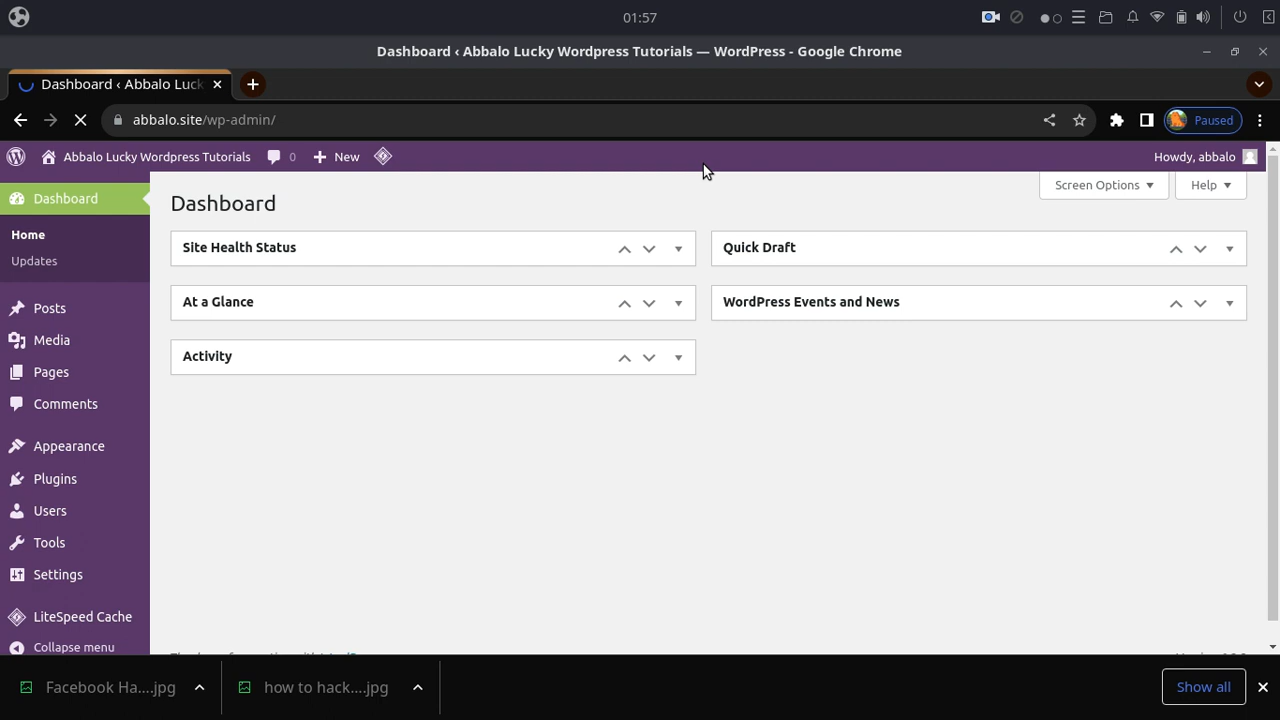 01:57
Dashboard ‹ Abbalo Lucky Wordpress Tutorials — WordPress - Google Chrome
Dashboard ‹ Abbalo Luck
abbalo.site/wp-admin/
Paused
Abbalo Lucky Wordpress Tutorials
0
New
Howdy, abbalo
Dashboard
Home
Updates
Posts
Media
Pages
Comments
Appearance
Plugins
Users
Tools
Settings
LiteSpeed Cache
Collapse menu
Screen Options
Help
Dashboard
Site Health Status
Quick Draft
At a Glance
WordPress Events and News
Activity
Facebook Ha....jpg
how to hack....jpg
Show all